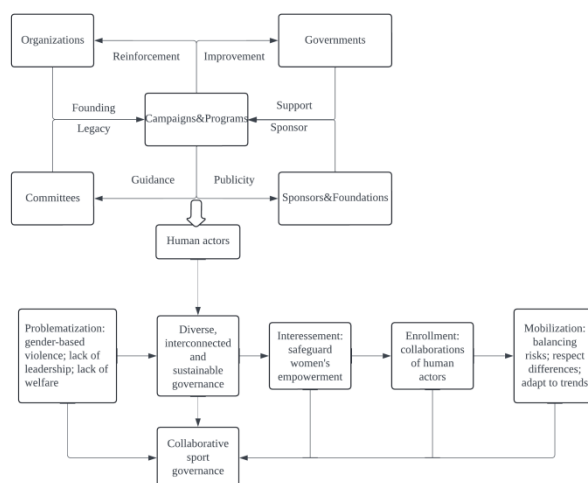 Organizations
Governments
Reinforcement
Improvement
Campaigns&Programs
Founding
Legacy
Support
Sponsor
Guidance
Publicity
Committees
Sponsors&Foundations
Human actors
Problematization:
gender-based
violence; lack of
leadership; lack of
welfare
Diverse,
interconnected
and
sustainable
governance
Interessement:
safeguard
women's
empowerment
Enrollment:
collaborations
of human
actors
Mobilization:
balancing
risks; respect
differences;
adapt to trends
Collaborative
sport
governance